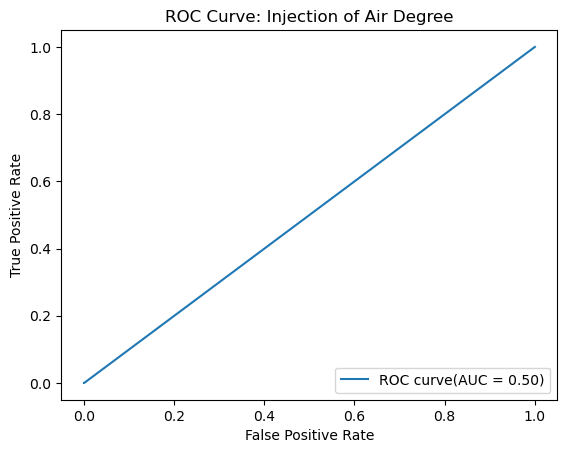 ROC Curve: Injection of Air Degree
True Positive Rate
1.0
0.8
0.6
0.4
0.2
0.0
ROC curve(AUC = 0.50)
0.0 0.2 0.4 0.6 0.8 1.0
False Positive Rate